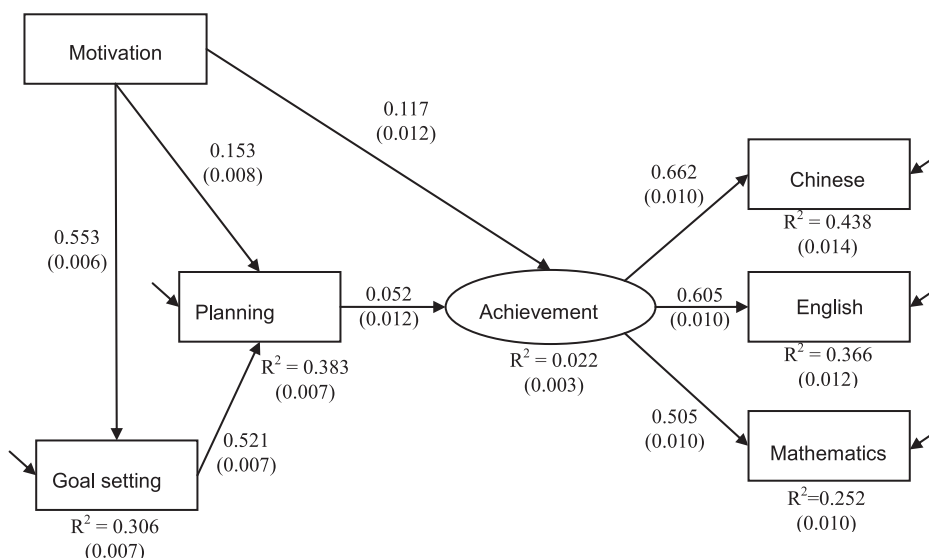 Motivation
0.117
(0.012)
0.153
(0.008)
0.662
(0.010)
Chinese
R² = 0.438
(0.014)
0.553
(0.006)
Planning
0.052
(0.012)
Achievement
0.605
(0.010)
English
R² = 0.383
(0.007)
R² = 0.022
(0.003)
R² = 0.366
(0.012)
0.521
(0.007)
0.505
(0.010)
Mathematics
R²=0.252
(0.010)
Goal setting
R² = 0.306
(0.007)